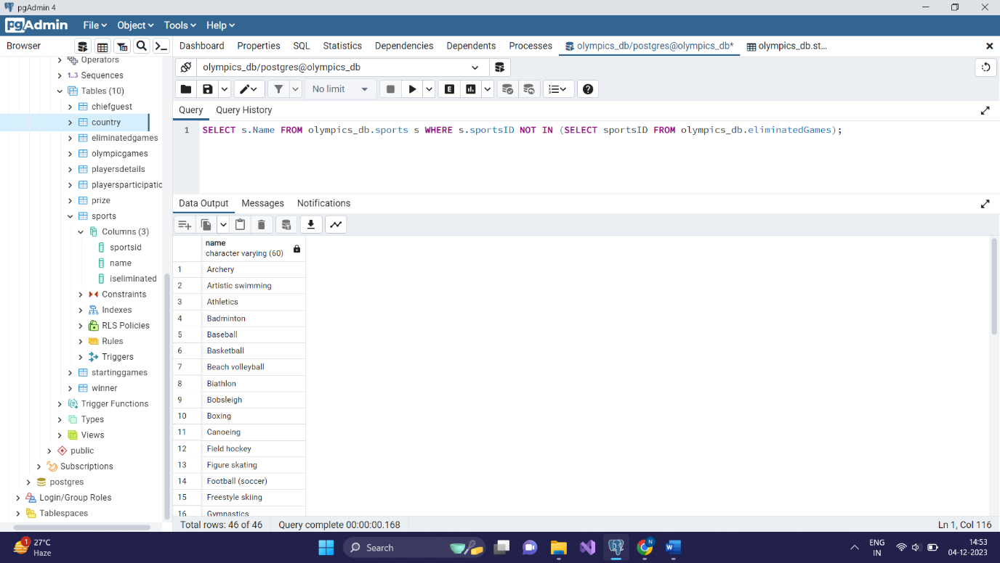 pgAdmin 4
pgAdmin File Object Tools Help
Browser
Dashboard Properties SQL Statistics Dependencies Dependents Processes olympics_db/postgres@olympics_db* olympics_db.st...
Operators
1..3 Sequences
Tables (10)
chiefguest
country
eliminatedgames
olympicgames
playersdetails
playersparticipatic
prize
sports
Columns (3)
sportsid
name
iseliminated
Constraints
Indexes
RLS Policies
Rules
Triggers
startinggames
winner
Trigger Functions
Types
Views
public
Subscriptions
postgres
Login/Group Roles
Tablespaces
olympics_db/postgres@olympics_db
No limit E
Query Query History
1 SELECT s.Name FROM olympics_db.sports s WHERE s.sportsID NOT IN (SELECT sportsID FROM olympics_db.eliminatedGames);
Data Output Messages Notifications
name
character varying (60)
1 Archery
2 Artistic swimming
3 Athletics
4 Badminton
5 Baseball
6 Basketball
7 Beach volleyball
8 Biathlon
9 Bobsleigh
10 Boxing
11 Canoeing
12 Field hockey
13 Figure skating
14 Football (soccer)
15 Freestyle skiing
16 Gymnastics
Total rows: 46 of 46 Query complete 00:00:00.168 Ln 1, Col 116
1 27°C
Haze
Search
N
W
ENG
IN
14:53
04-12-2023